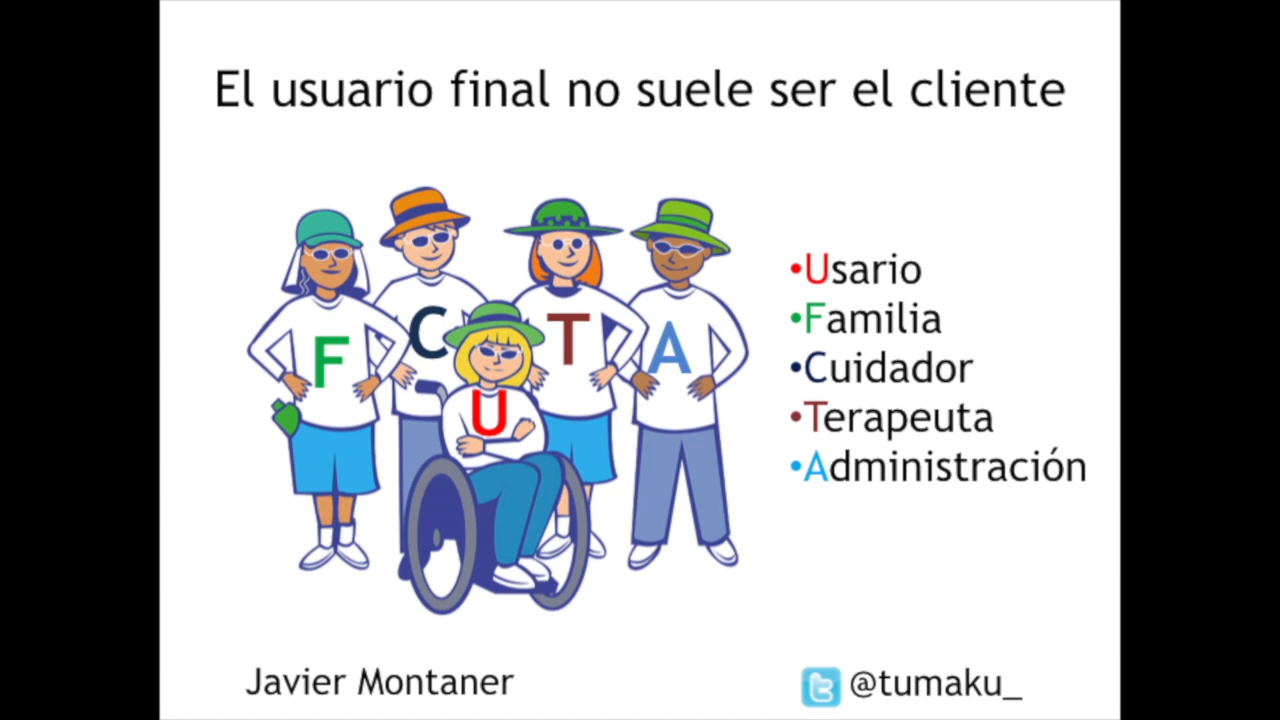 El usuario final no suele ser el cliente
F
C
T
A
U
•Usario
•Familia
•Cuidador
•Terapeuta
•Administración
Javier Montaner
@tumaku_